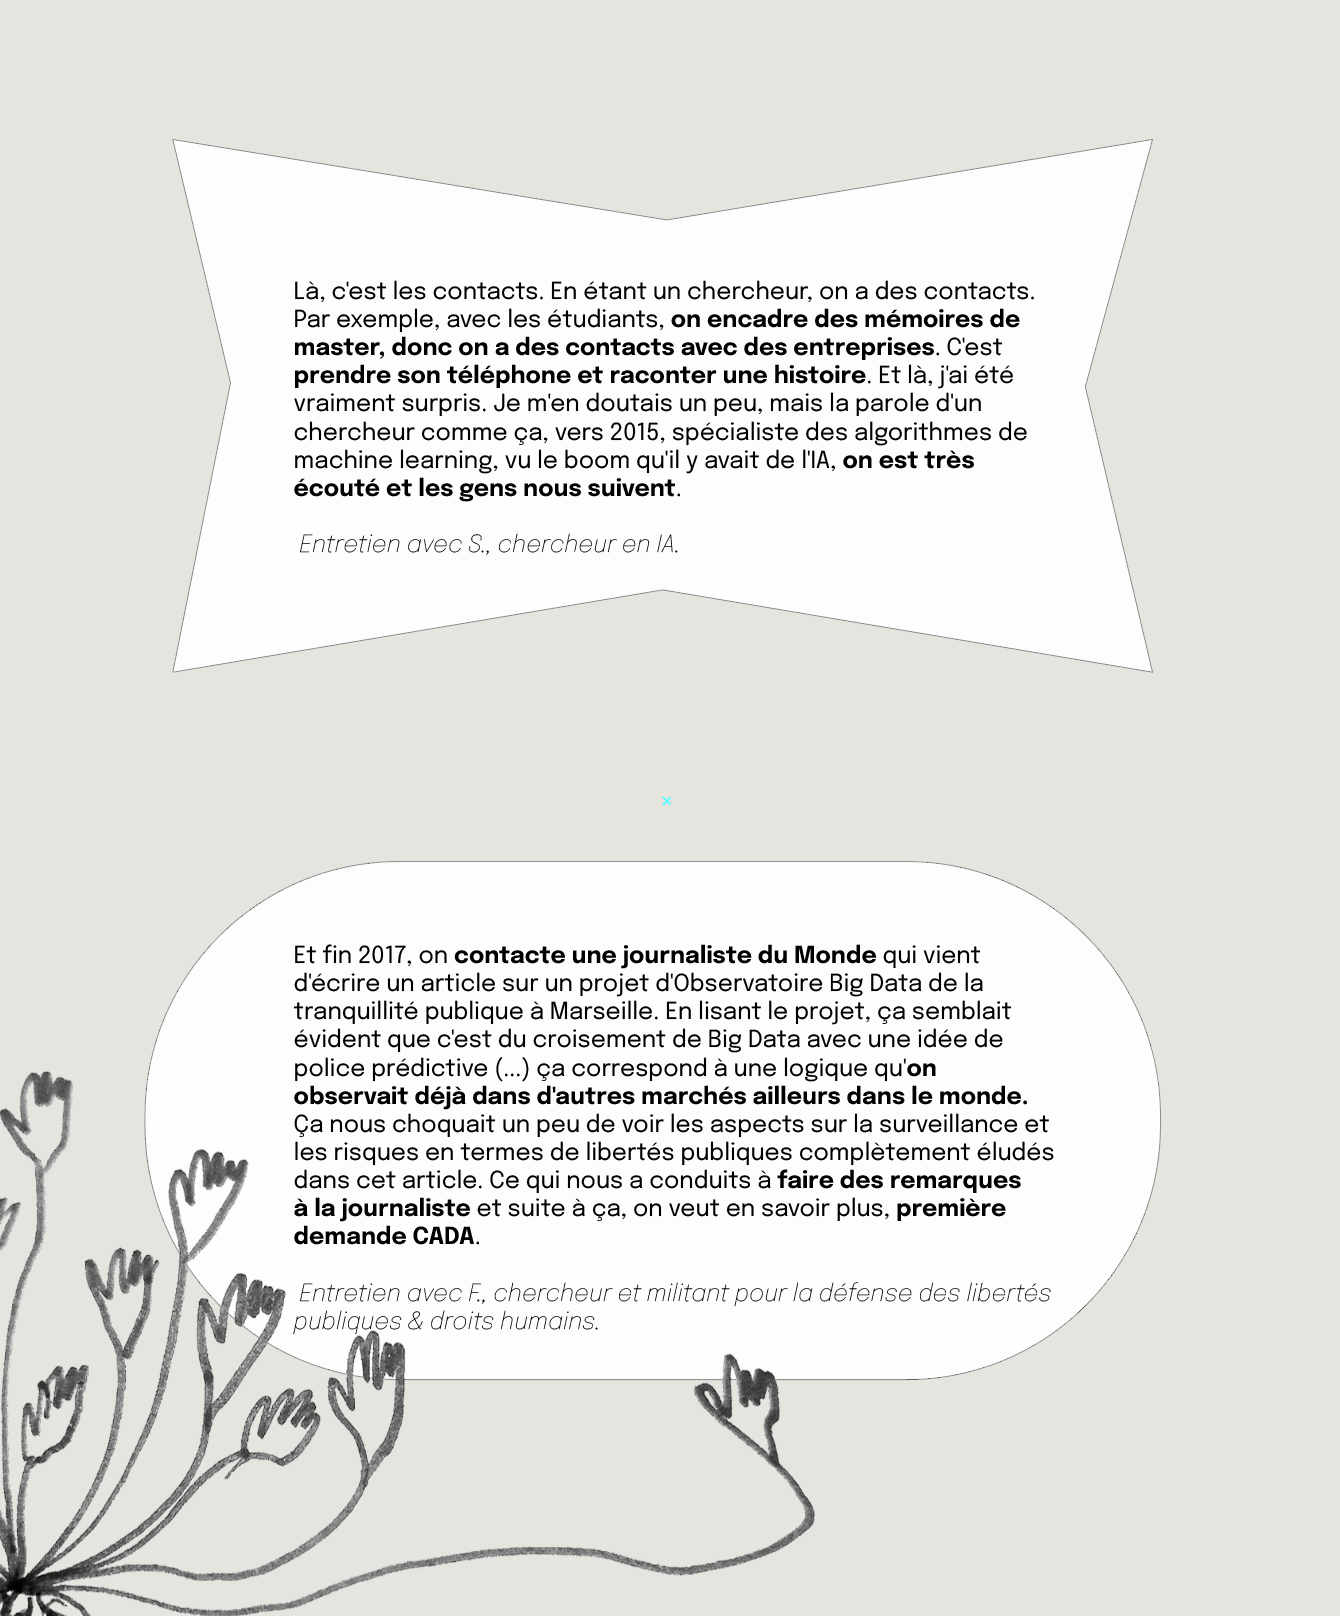 Là, c'est les contacts. En étant un chercheur, on a des contacts.
Par exemple, avec les étudiants, on encadre des mémoires de
master, donc on a des contacts avec des entreprises. C'est
prendre son téléphone et raconter une histoire. Et là, j'ai été
vraiment surpris. Je m'en doutais un peu, mais la parole d'un
chercheur comme ça, vers 2015, spécialiste des algorithmes de
machine learning, vu le boom qu'il y avait de l'IA, on est très
écouté et les gens nous suivent.
Entretien avec S., chercheur en IA.
Et fin 2017, on contacte une journaliste du Monde qui vient
d'écrire un article sur un projet d'Observatoire Big Data de la
tranquillité publique à Marseille. En lisant le projet, ça semblait
évident que c'est du croisement de Big Data avec une idée de
police prédictive (...) ça correspond à une logique qu'on
observait déjà dans d'autres marchés ailleurs dans le monde.
Ça nous choquait un peu de voir les aspects sur la surveillance et
les risques en termes de libertés publiques complètement éludés
dans cet article. Ce qui nous a conduits à faire des remarques
à la journaliste et suite à ça, on veut en savoir plus, première
demande CADA.
Entretien avec F., chercheur et militant pour la défense des libertés
publiques & droits humains.